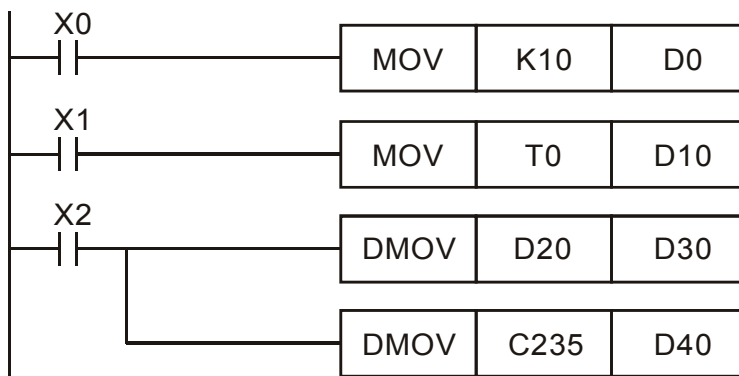 X0
MOV K10 D0
X1
MOV T0 D10
X2
DMOV D20 D30
DMOV C235 D40